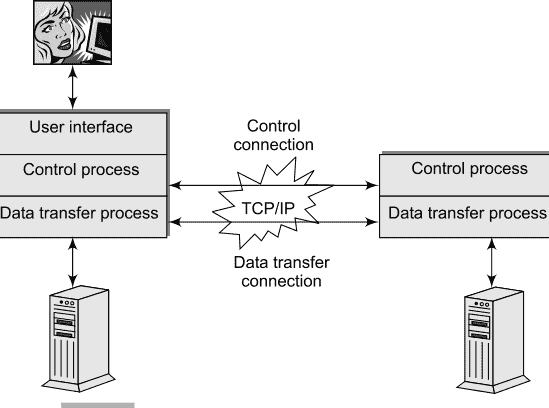 User interface
Control process
Data transfer process
Control
connection
TCP/IP
Data transfer
connection
Control process
Data transfer process